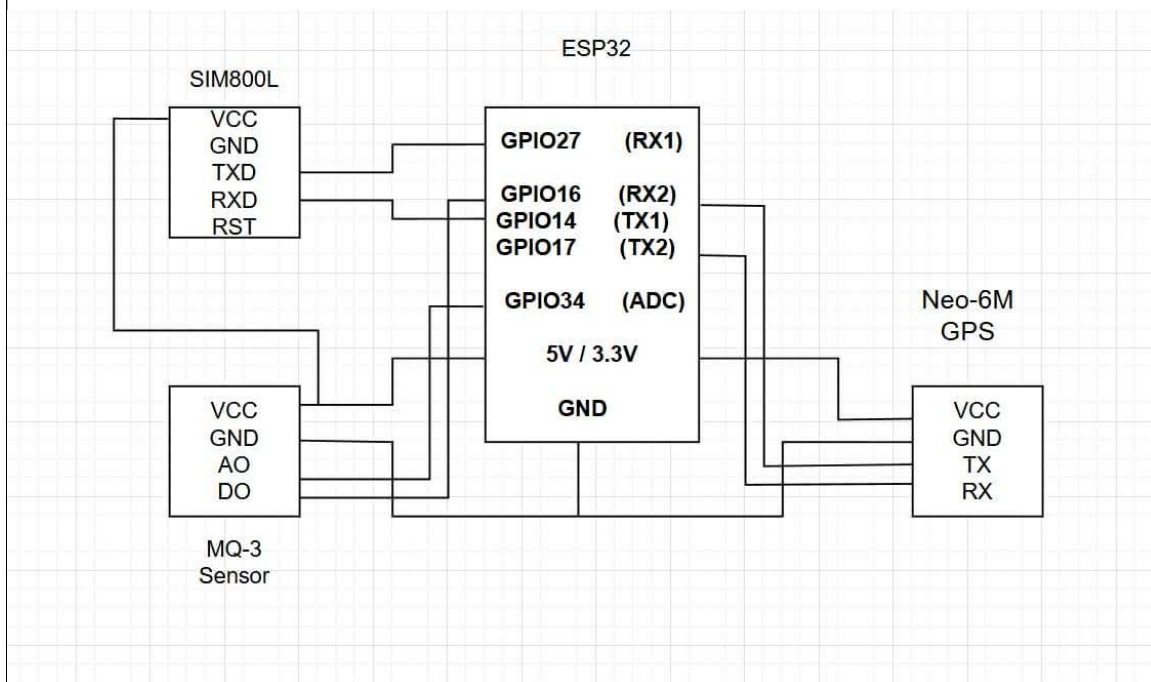 ESP32
SIM800L
VCC
GND
TXD
RXD
RST
GPIO27 (RX1)
GPIO16 (RX2)
GPIO14 (TX1)
GPIO17 (TX2)
GPIO34 (ADC)
5V / 3.3V
GND
Neo-6M
GPS
VCC
GND
TX
RX
VCC
GND
AO
DO
MQ-3
Sensor